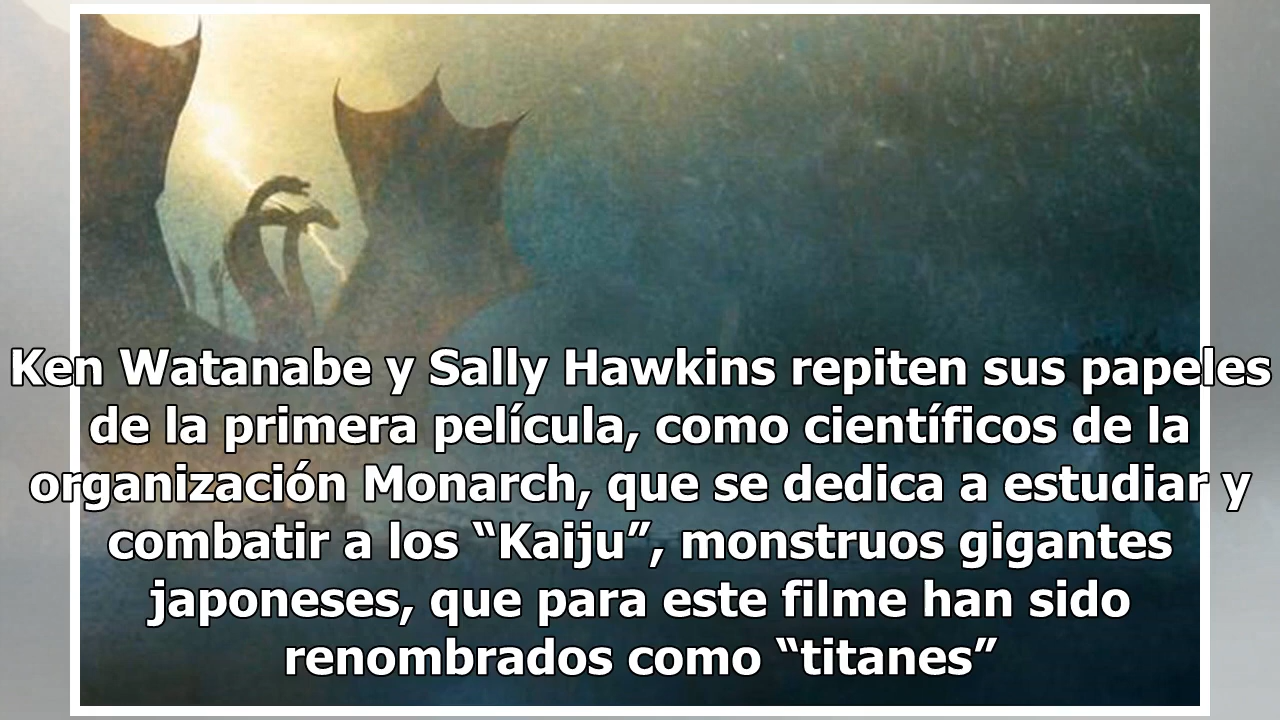 Ken Watanabe y Sally Hawkins repiten sus papeles
de la primera película, como científicos de la
organización Monarch, que se dedica a estudiar y
combatir a los “Kaiju”, monstruos gigantes
japoneses, que para este filme han sido
renombrados como “titanes”